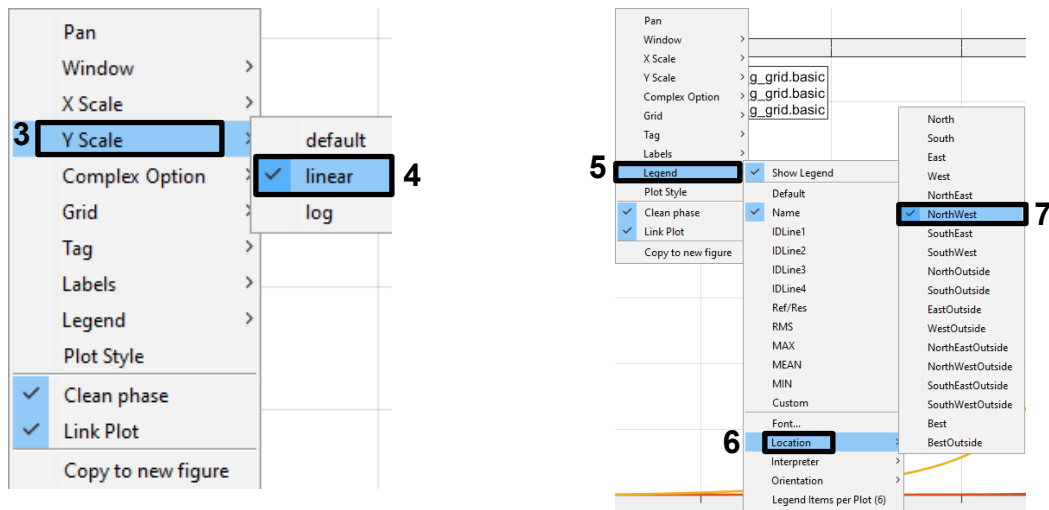 Pan
Window
X Scale
3 Y Scale
Complex Option
Grid
Tag
Labels
Legend
Plot Style
Clean phase
Link Plot
Copy to new figure
default
linear 4
log
Pan
Window
X Scale
Y Scale
Complex Option
Grid
Tag
Labels
5 Legend
Plot Style
Clean phase
Link Plot
Copy to new figure
g_grid.basic
g_grid.basic
g_grid.basic
Show Legend
Default
Name
IDLine1
IDLine2
IDLine3
IDLine4
Ref/Res
RMS
MAX
MEAN
MIN
Custom
Font...
6 Location
Interpreter
Orientation
Legend Items per Plot (6)
North
South
East
West
NorthEast
NorthWest 7
SouthEast
SouthWest
NorthOutside
SouthOutside
EastOutside
WestOutside
NorthEastOutside
NorthWestOutside
SouthEastOutside
SouthWestOutside
Best
BestOutside